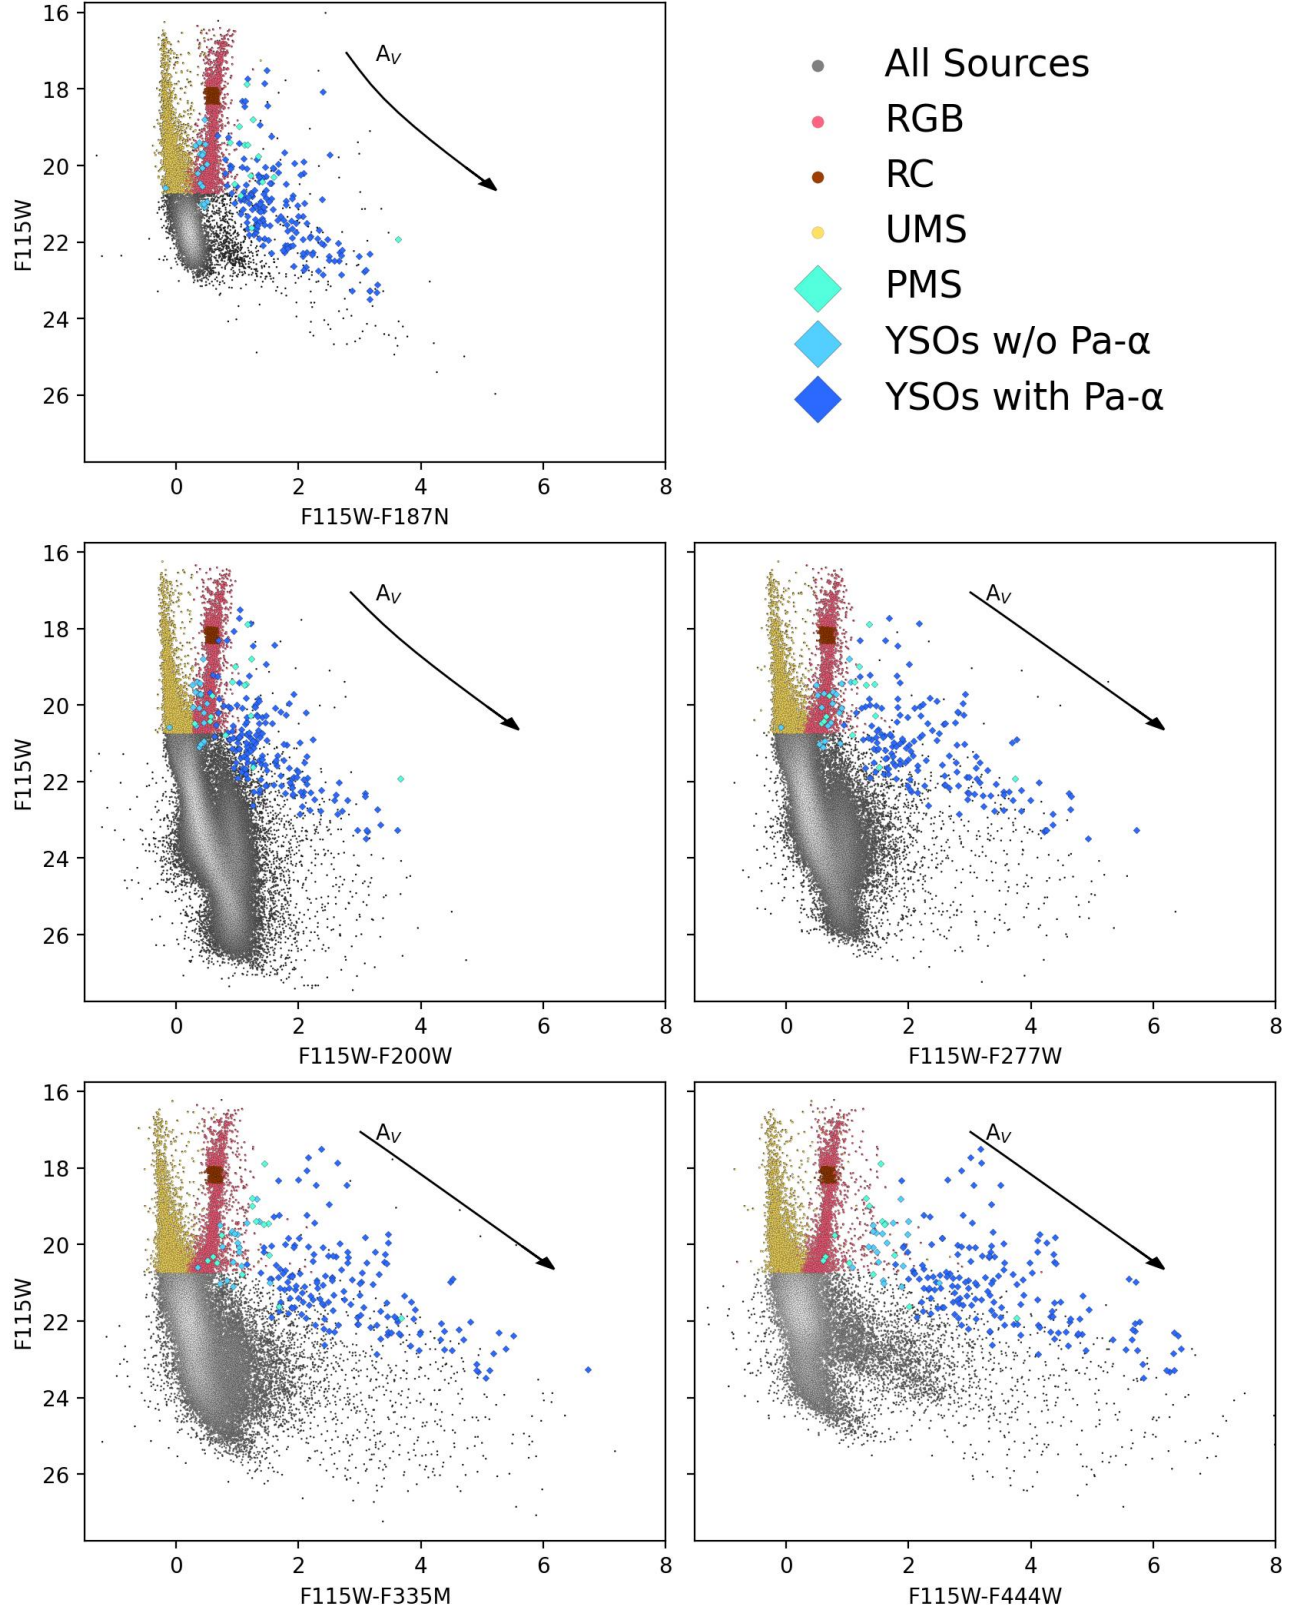 16
18
20
22
24
26
F115W
A_V
0 2 4 6 8
F115W-F187N
All Sources
RGB
RC
UMS
PMS
YSOs w/o Pa-α
YSOs with Pa-α
16
18
20
22
24
26
F115W
A_V
0 2 4 6 8
F115W-F200W
A_V
0 2 4 6 8
F115W-F277W
16
18
20
22
24
26
F115W
A_V
0 2 4 6 8
F115W-F335M
A_V
0 2 4 6 8
F115W-F444W